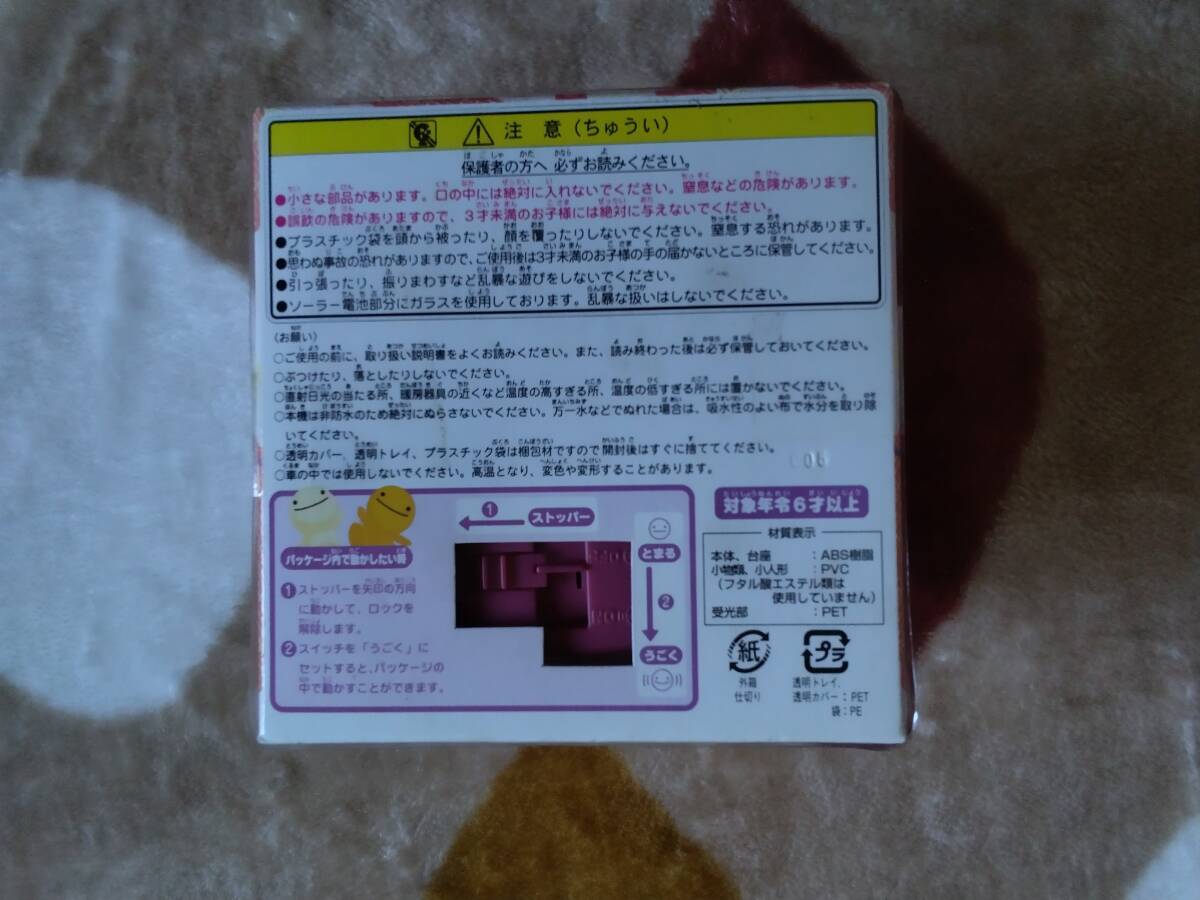 注 意（ちゅうい）
保護者の方へ 必ずお読みください。
●小さな部品があります。口の中には絶対に入れないでください。窒息などの危険があります。
●誤飲の危険がありますので、3才未満のお子様には絶対に与えないでください。
●プラスチック袋を頭から被ったり、顔を覆ったりしないでください。窒息する恐れがあります。
●思わぬ事故の恐れがありますので、ご使用後は3才未満のお子様の手の届かないところに保管してください。
●引っ張ったり、振りまわすなど乱暴な遊びをしないでください。
●ソーラー電池部分にガラスを使用しております。乱暴な扱いはしないでください。
（お願い）
○ご使用の前に、取り扱い説明書をよくお読みください。また、読み終わった後は必ず保管しておいてください。
○ぶつけたり、落としたりしないでください。
○直射日光の当たる所、暖房器具の近くなど温度の高すぎる所、温度の低すぎる所には置かないでください。
○本機は非防水のため絶対にぬらさないでください。万一水などでぬれた場合は、吸水性のよい布で水分を取り除
いてください。
○透明カバー、透明トレイ、プラスチック袋は梱包材ですので開封後はすぐに捨ててください。
○車の中では使用しないでください。高温となり、変色や変形することがあります。
パッケージ内で動かしたい時
1 ストッパーを矢印の方向
に動かして、ロックを
解除します。
2 スイッチを「うごく」に
セットすると、パッケージの
中で動かすことができます。
1
ストッパー
とまる
2
うごく
対象年令6才以上
材質表示
本体、台座 ：ABS樹脂
小物類、小人形 ：PVC
（フタル酸エステル類は
使用していません）
受光部 ：PET
紙
外箱
仕切り
プラ
透明トレイ、
透明カバー：PET
袋：PE